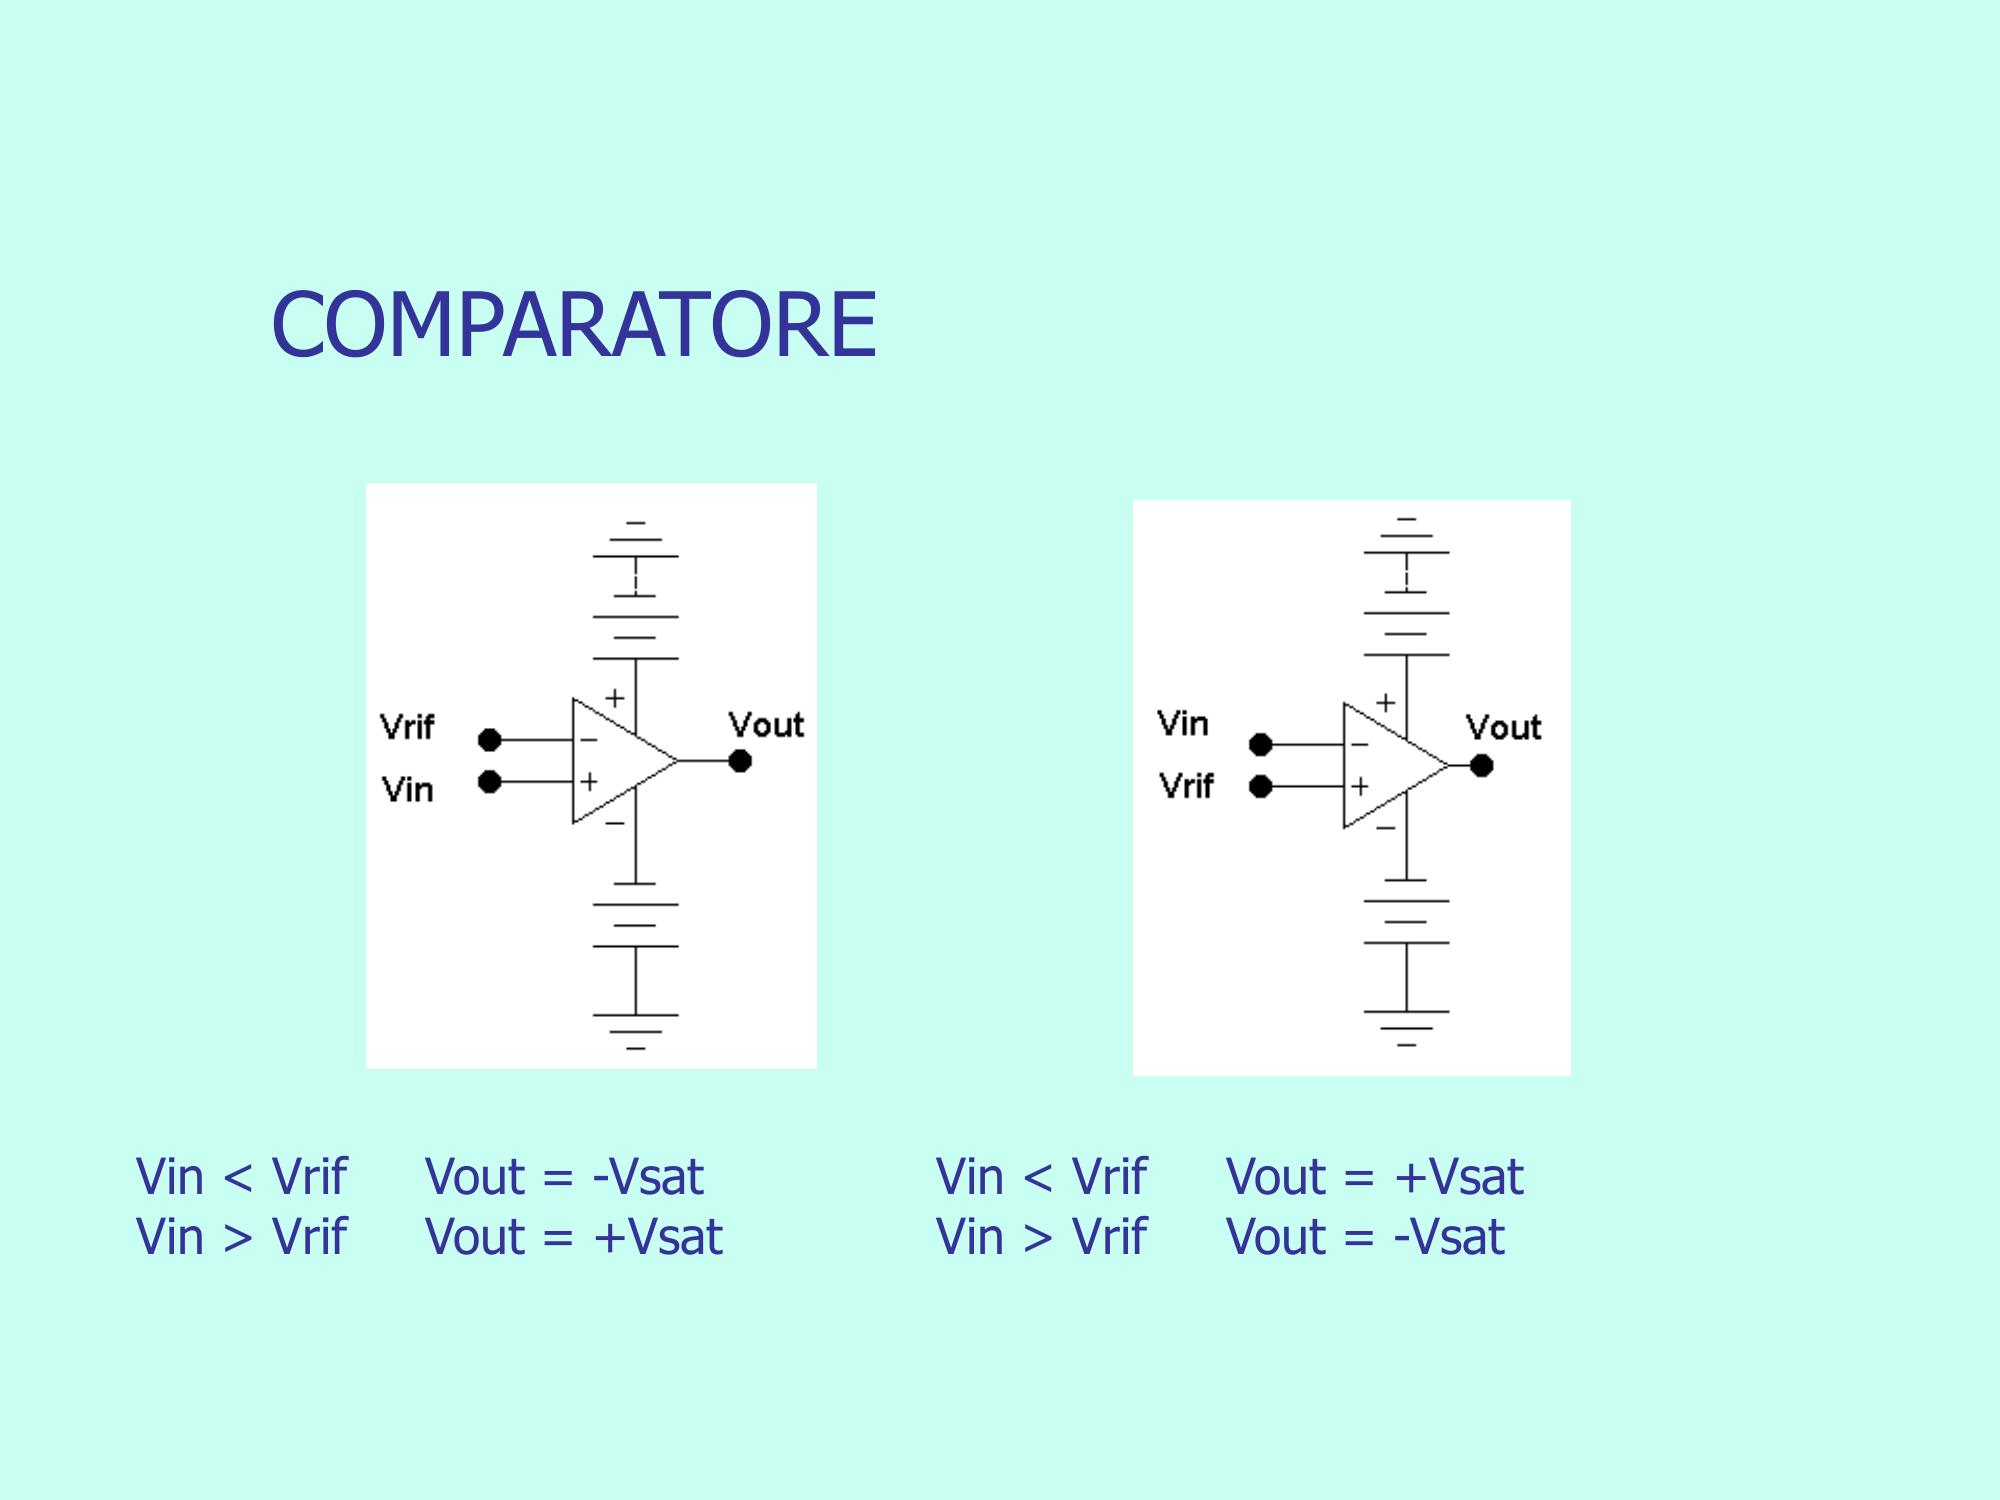 COMPARATORE
+
Vrif
−
Vout
Vin
+
−
+
Vin
−
Vout
Vrif
+
−
Vin < Vrif Vout = -Vsat
Vin > Vrif Vout = +Vsat
Vin < Vrif Vout = +Vsat
Vin > Vrif Vout = -Vsat